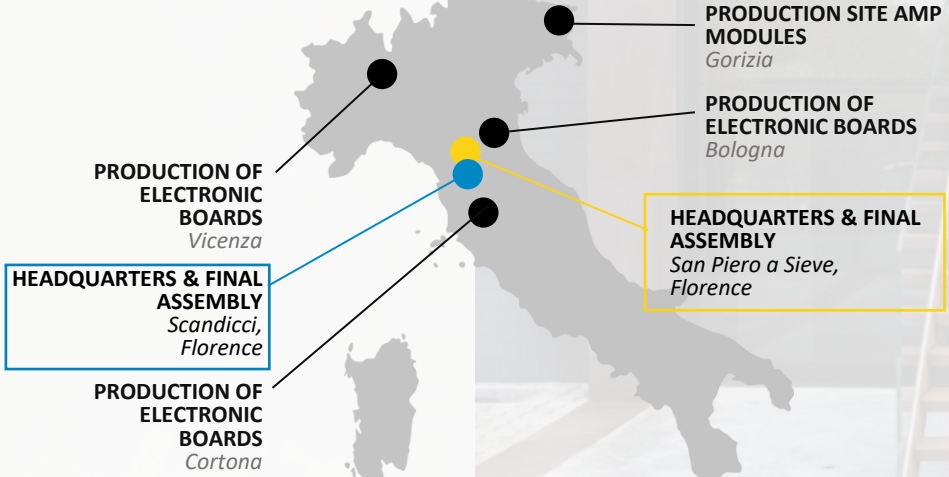 PRODUCTION SITE AMP
MODULES
Gorizia
PRODUCTION OF
ELECTRONIC BOARDS
Bologna
PRODUCTION OF
ELECTRONIC
BOARDS
Vicenza
HEADQUARTERS & FINAL
ASSEMBLY
San Piero a Sieve,
Florence
HEADQUARTERS & FINAL
ASSEMBLY
Scandicci,
Florence
PRODUCTION OF
ELECTRONIC
BOARDS
Cortona